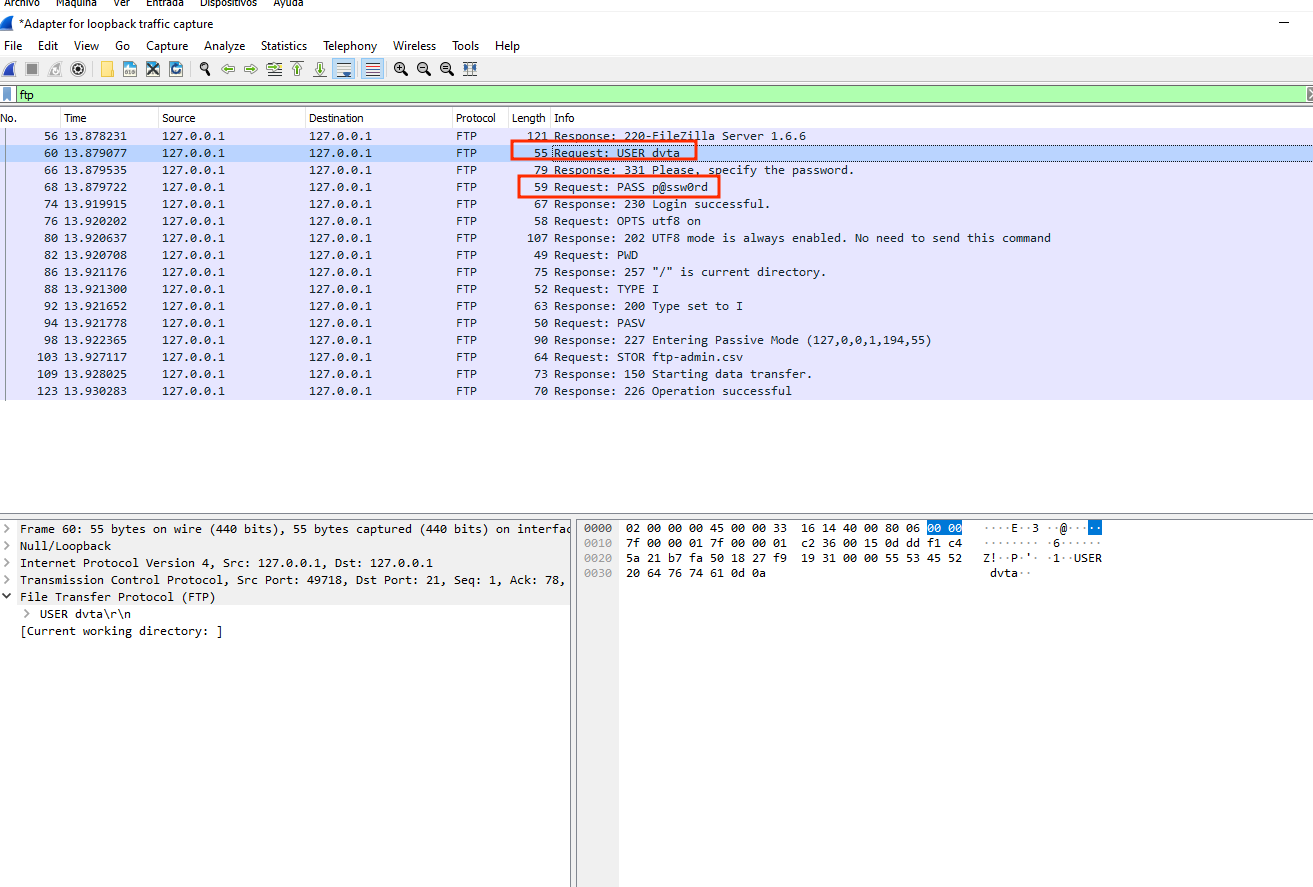 Archivo Máquina Ver Entrada Dispositivos Ayuda
*Adapter for loopback traffic capture
File Edit View Go Capture Analyze Statistics Telephony Wireless Tools Help
ftp
No. Time Source Destination Protocol Length Info
56 13.878231 127.0.0.1 127.0.0.1 FTP 121 Response: 220-FileZilla Server 1.6.6
60 13.879077 127.0.0.1 127.0.0.1 FTP 55 Request: USER dvta
66 13.879535 127.0.0.1 127.0.0.1 FTP 79 Response: 331 Please, specify the password.
68 13.879722 127.0.0.1 127.0.0.1 FTP 59 Request: PASS p@ssw0rd
74 13.919915 127.0.0.1 127.0.0.1 FTP 67 Response: 230 Login successful.
76 13.920202 127.0.0.1 127.0.0.1 FTP 58 Request: OPTS utf8 on
80 13.920637 127.0.0.1 127.0.0.1 FTP 107 Response: 202 UTF8 mode is always enabled. No need to send this command
82 13.920708 127.0.0.1 127.0.0.1 FTP 49 Request: PWD
86 13.921176 127.0.0.1 127.0.0.1 FTP 75 Response: 257 "/" is current directory.
88 13.921300 127.0.0.1 127.0.0.1 FTP 52 Request: TYPE I
92 13.921652 127.0.0.1 127.0.0.1 FTP 63 Response: 200 Type set to I
94 13.921778 127.0.0.1 127.0.0.1 FTP 50 Request: PASV
98 13.922365 127.0.0.1 127.0.0.1 FTP 90 Response: 227 Entering Passive Mode (127,0,0,1,194,55)
103 13.927117 127.0.0.1 127.0.0.1 FTP 64 Request: STOR ftp-admin.csv
109 13.928025 127.0.0.1 127.0.0.1 FTP 73 Response: 150 Starting data transfer.
123 13.930283 127.0.0.1 127.0.0.1 FTP 70 Response: 226 Operation successful
Frame 60: 55 bytes on wire (440 bits), 55 bytes captured (440 bits) on interfac
Null/Loopback
Internet Protocol Version 4, Src: 127.0.0.1, Dst: 127.0.0.1
Transmission Control Protocol, Src Port: 49718, Dst Port: 21, Seq: 1, Ack: 78,
File Transfer Protocol (FTP)
USER dvta\r\n
[Current working directory: ]
0000 02 00 00 00 45 00 00 33 16 14 40 00 80 06 00 00 ····E··3 ··@·····
0010 7f 00 00 01 7f 00 00 01 c2 36 00 15 0d dd f1 c4 ········ ·6······
0020 5a 21 b7 fa 50 18 27 f9 19 31 00 00 55 53 45 52 Z!··P·'· ·1··USER
0030 20 64 76 74 61 0d 0a dvta··